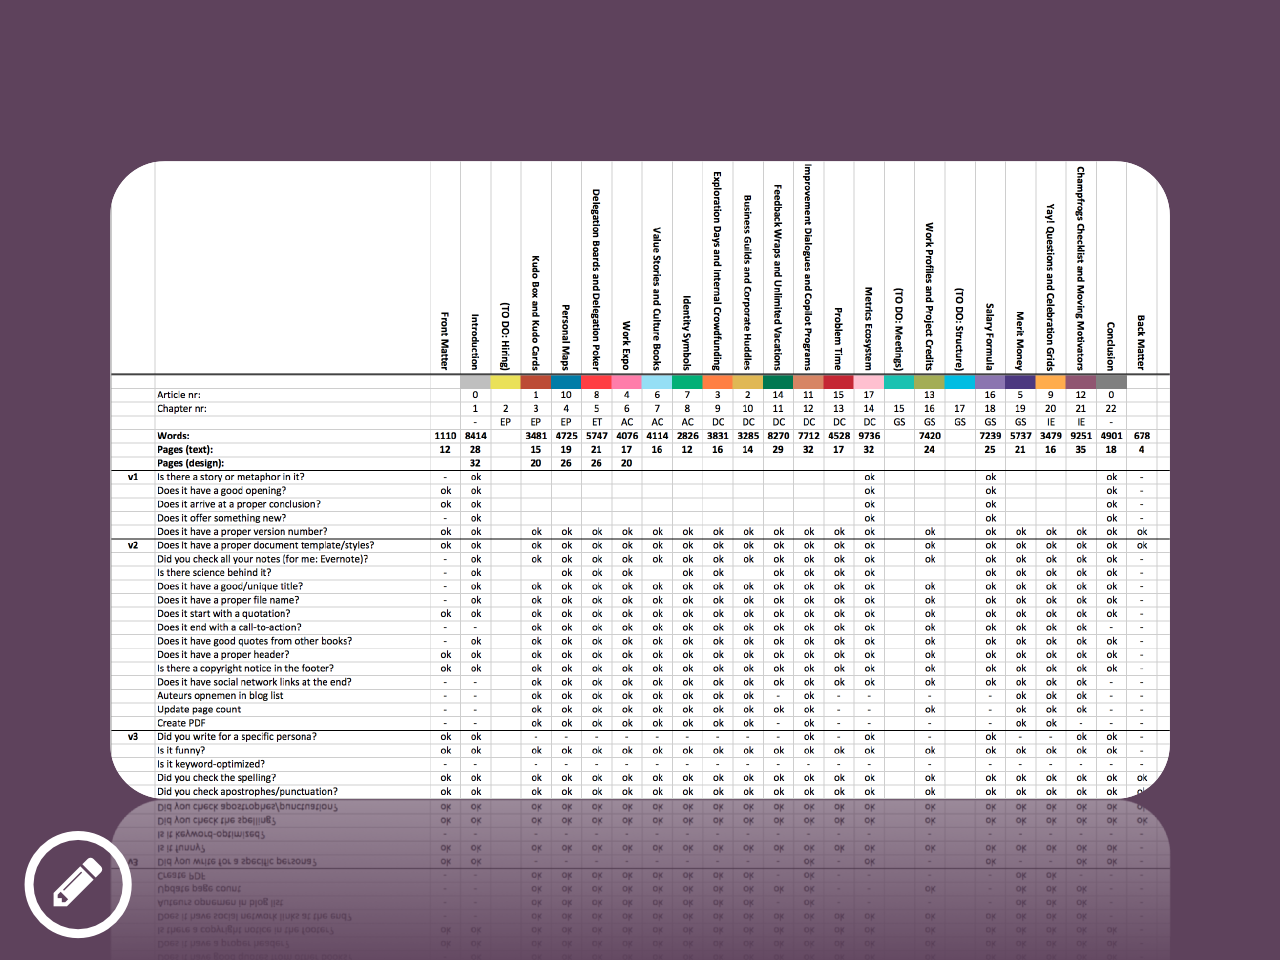 Front Matter
Introduction
(TO DO: Hiring)
Kudo Box and Kudo Cards
Personal Maps
Delegation Boards and Delegation Poker
Work Expo
Value Stories and Culture Books
Identity Symbols
Exploration Days and Internal Crowdfunding
Business Guilds and Corporate Huddles
Feedback Wraps and Unlimited Vacations
Improvement Dialogues and Copilot Programs
Problem Time
Metrics Ecosystem
(TO DO: Meetings)
Work Profiles and Project Credits
(TO DO: Structure)
Salary Formula
Merit Money
Yay! Questions and Celebration Grids
Champfrogs Checklist and Moving Motivators
Conclusion
Back Matter
Article nr: 0 1 10 8 4 6 7 3 2 14 11 15 17 13 16 5 9 12 0
Chapter nr: 1 2 3 4 5 6 7 8 9 10 11 12 13 14 15 16 17 18 19 20 21 22
- EP EP EP ET AC AC AC DC DC DC DC DC DC GS GS GS GS GS IE IE -
Words: 1110 8414 3481 4725 5747 4076 4114 2826 3831 3285 8270 7712 4528 9736 7420 7239 5737 3479 9251 4901 678
Pages (text): 12 28 15 19 21 17 16 12 16 14 29 32 17 32 24 25 21 16 35 18 4
Pages (design): 32 20 26 26 20
v1 Is there a story or metaphor in it? - ok ok ok ok -
Does it have a good opening? ok ok ok ok ok -
Does it arrive at a proper conclusion? ok ok ok ok ok -
Does it offer something new? - ok ok ok ok -
Does it have a proper version number? ok ok ok ok ok ok ok ok ok ok ok ok ok ok ok ok ok ok ok ok ok
v2 Does it have a proper document template/styles? ok ok ok ok ok ok ok ok ok ok ok ok ok ok ok ok ok ok ok ok ok
Did you check all your notes (for me: Evernote)? - ok ok ok ok ok ok ok ok ok ok ok ok ok ok ok ok ok ok ok -
Is there science behind it? - ok ok ok ok ok ok ok ok ok ok ok ok ok ok ok -
Does it have a good/unique title? - ok ok ok ok ok ok ok ok ok ok ok ok ok ok ok ok ok ok ok -
Does it have a proper file name? - ok ok ok ok ok ok ok ok ok ok ok ok ok ok ok ok ok ok ok -
Does it start with a quotation? ok ok ok ok ok ok ok ok ok ok ok ok ok ok ok ok ok ok ok ok -
Does it end with a call-to-action? - - ok ok ok ok ok ok ok ok ok ok ok ok ok ok ok ok ok - -
Does it have good quotes from other books? - ok ok ok ok ok ok ok ok ok ok ok ok ok ok ok ok ok ok ok -
Does it have a proper header? ok ok ok ok ok ok ok ok ok ok ok ok ok ok ok ok ok ok ok ok -
Is there a copyright notice in the footer? ok ok ok ok ok ok ok ok ok ok ok ok ok ok ok ok ok ok ok ok -
Does it have social network links at the end? - - ok ok ok ok ok ok ok ok ok ok ok ok ok ok ok ok ok - -
Auteurs opnemen in blog list - - ok ok ok ok ok ok ok ok - ok - - - ok ok ok - -
Update page count - - ok ok ok ok ok ok ok ok ok ok - - ok - ok ok ok - -
Create PDF - - ok ok ok ok ok ok ok ok - ok - - - ok ok - - -
v3 Did you write for a specific persona? ok ok - - - - - - - - - ok - ok ok - - ok ok -
Is it funny? ok ok ok ok ok ok ok ok ok ok ok ok ok ok ok ok ok ok ok ok -
Is it keyword-optimized? - - - - - - - - - - - - - - - - - - - - -
Did you check the spelling? ok ok ok ok ok ok ok ok ok ok ok ok ok ok ok ok ok ok ok ok ok
Did you check apostrophes/punctuation? ok ok ok ok ok ok ok ok ok ok ok ok ok ok ok ok ok ok ok ok ok